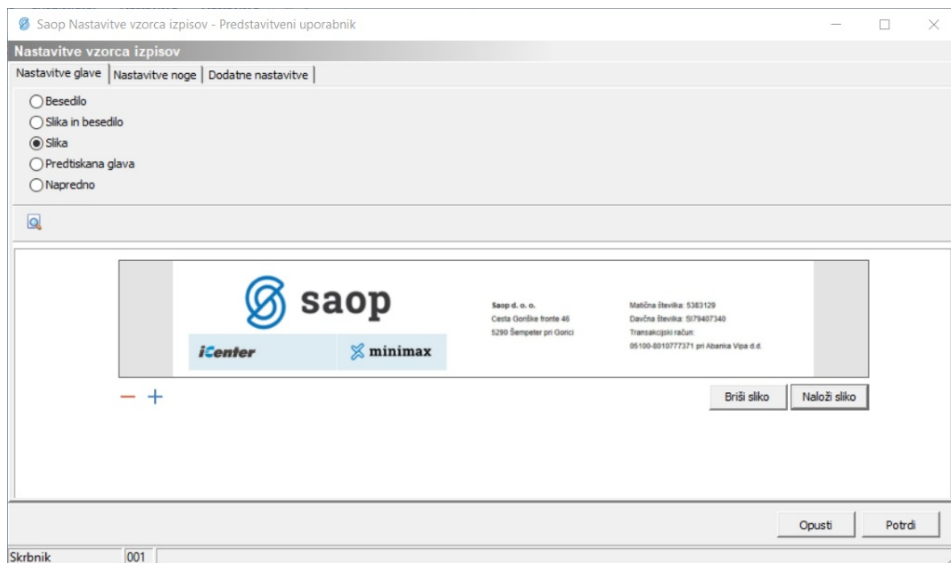 Saop Nastavitve vzorca izpisov - Predstavitveni uporabnik
Nastavitve vzorca izpisov
Nastavitve glave Nastavitve noge Dodatne nastavitve
Besedilo
Slika in besedilo
Slika
Predtiskana glava
Napredno
saop
iCenter minimax
Saop d. o. o.
Cesta Goriške fronte 46
5290 Šempeter pri Gorici
Matična številka: 5383129
Davčna številka: SI79407340
Transakcijski račun:
05100-8010777371 pri Abanka Vipa d.d.
Briši sliko Naloži sliko
Opusti Potrdi
Skrbnik 001